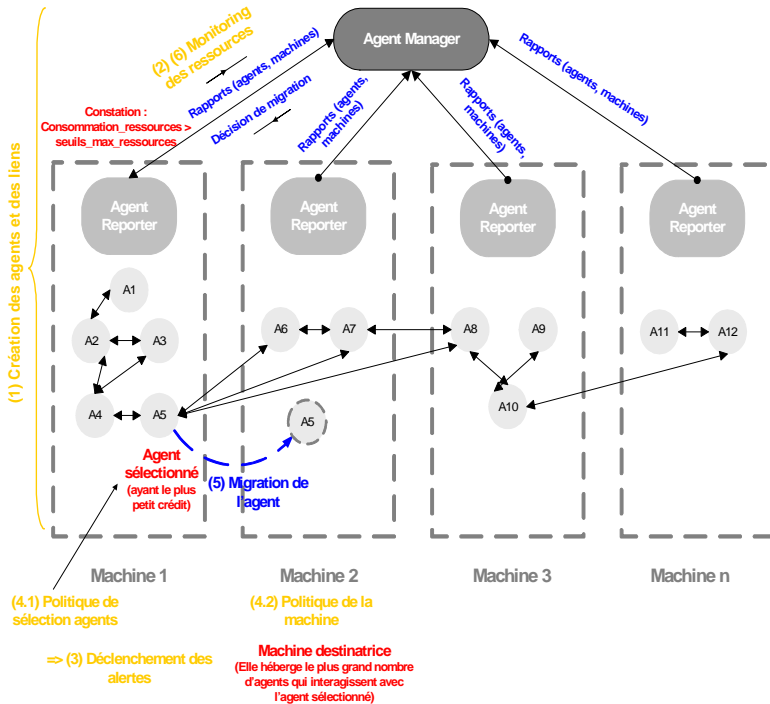 (2) (6) Monitoring
des ressources
Agent Manager
Rapports (agents, machines)
Décision de migration
Rapports (agents,
machines)
Rapports (agents,
machines)
Rapports (agents, machines)
Constation :
Consommation_ressources >
seuils_max_ressources
(1) Création des agents et des liens
Agent
Reporter
Agent
Reporter
Agent
Reporter
Agent
Reporter
A1
A2
A3
A4
A5
A6
A7
A5
A8
A9
A10
A11
A12
Agent
sélectionné
(ayant le plus
petit crédit)
(5) Migration de
l'agent
Machine 1
Machine 2
Machine 3
Machine n
(4.1) Politique de
sélection agents
(4.2) Politique de la
machine
=> (3) Déclenchement des
alertes
Machine destinatrice
(Elle héberge le plus grand nombre
d'agents qui interagissent avec
l'agent sélectionné)